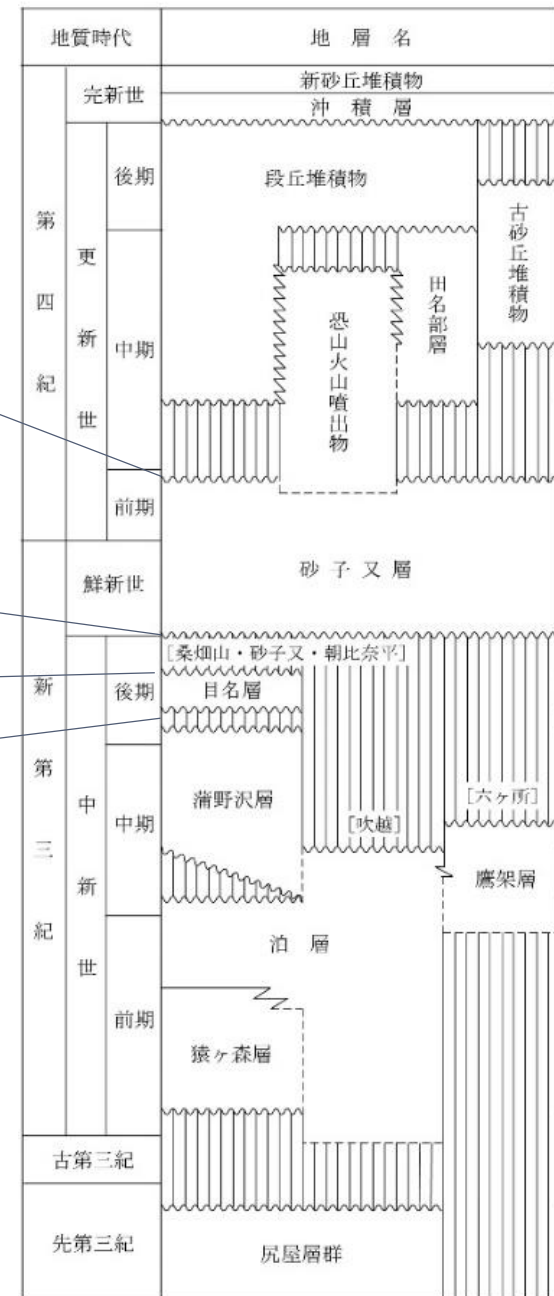 地質時代
地層名
完新世
新砂丘堆積物
沖積層
第四紀
更新世
後期
段丘堆積物
古砂丘堆積物
中期
田名部層
恐山火山噴出物
前期
砂子又層
鮮新世
新第三紀
[桑畑山・砂子又・朝比奈平]
中新世
後期
目名層
蒲野沢層
[六ヶ所]
中期
[吹越]
鷹架層
泊層
前期
猿ヶ森層
古第三紀
先第三紀
尻屋層群